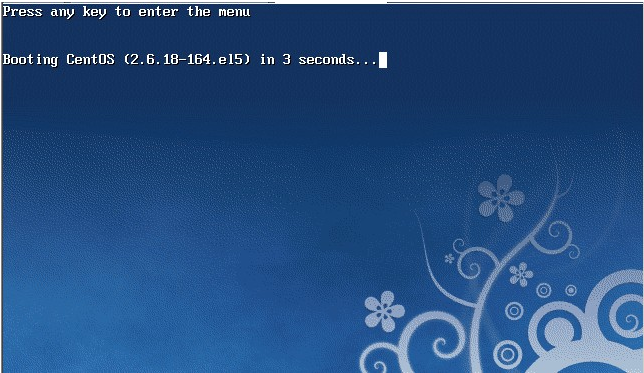 Press any key to enter the menu
Booting CentOS (2.6.18-164.el5) in 3 seconds...